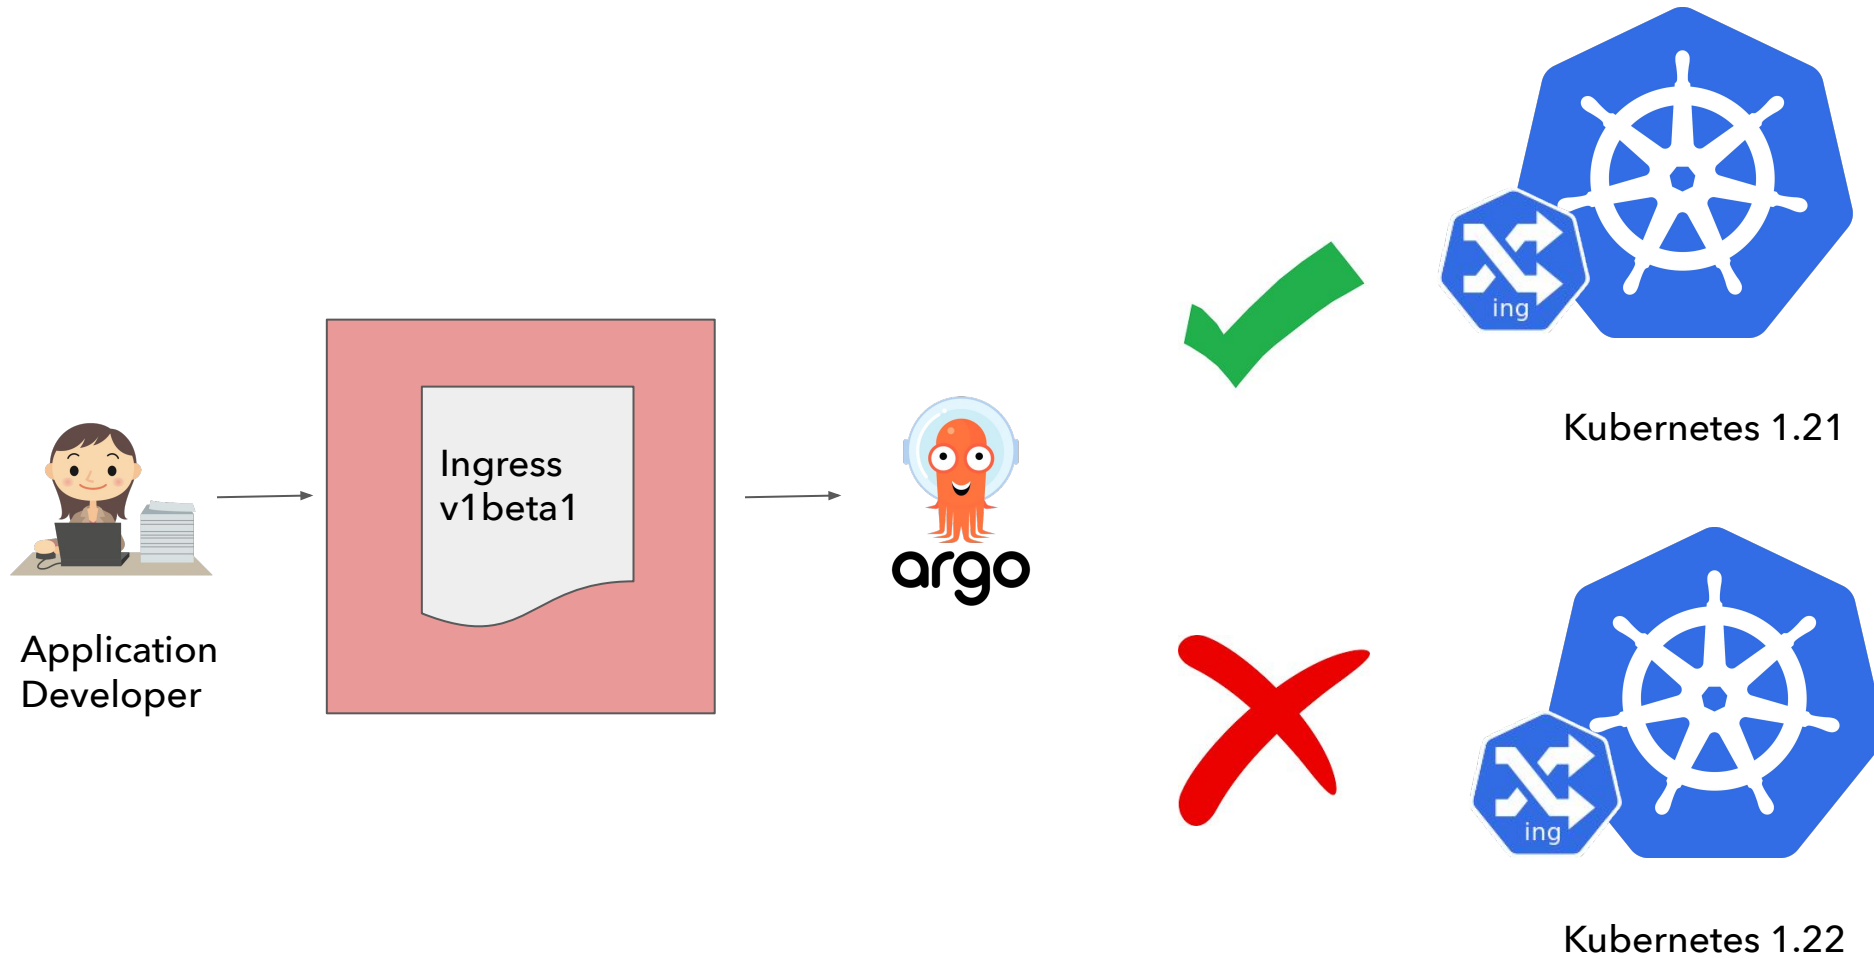 Application
Developer
Ingress
v1beta1
argo
ing
Kubernetes 1.21
ing
Kubernetes 1.22